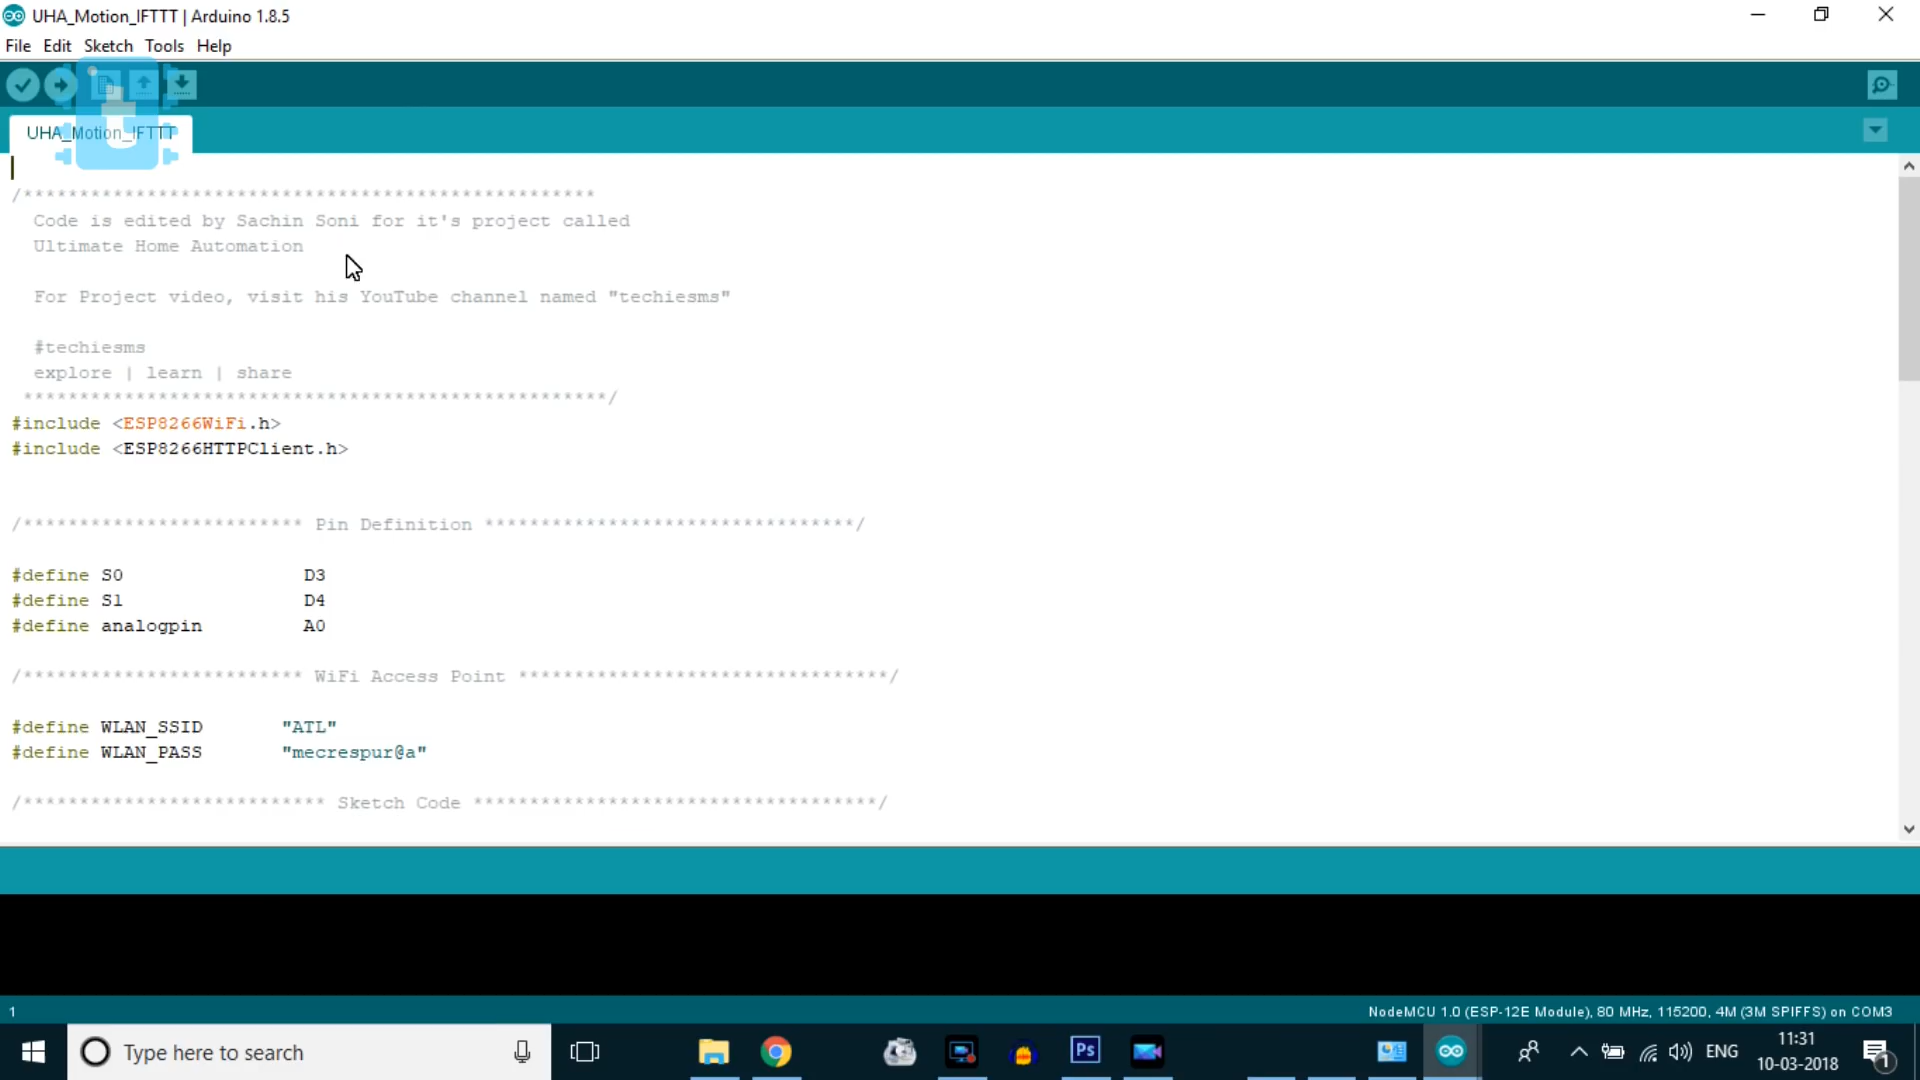 UHA_Motion_IFTTT | Arduino 1.8.5
File Edit Sketch Tools Help
UHA_Motion_IFTTT
/***************************************************
Code is edited by Sachin Soni for it's project called
Ultimate Home Automation
For Project video, visit his YouTube channel named "techiesms"
#techiesms
explore | learn | share
****************************************************/
#include <ESP8266WiFi.h>
#include <ESP8266HTTPClient.h>
/************************* Pin Definition *********************************/
#define S0 D3
#define S1 D4
#define analogpin A0
/************************* WiFi Access Point *********************************/
#define WLAN_SSID "ATL"
#define WLAN_PASS "mecrespur@a"
/*************************** Sketch Code ************************************/
1 NodeMCU 1.0 (ESP-12E Module), 80 MHz, 115200, 4M (3M SPIFFS) on COM3
Type here to search
Ps
ENG
11:31
10-03-2018
1